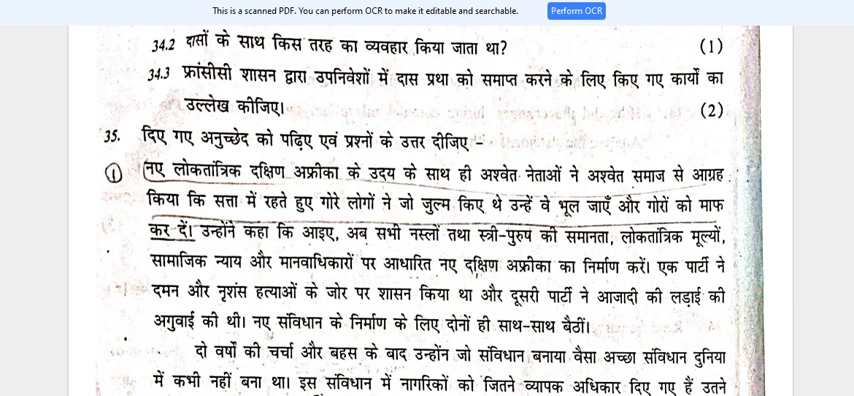 This is a scanned PDF. You can perform OCR to make it editable and searchable. Perform OCR
34.2 दासों के साथ किस तरह का व्यवहार किया जाता था? (1)
34.3 फ्रांसीसी शासन द्वारा उपनिवेशों में दास प्रथा को समाप्त करने के लिए किए गए कार्यों का
उल्लेख कीजिए। (2)
35. दिए गए अनुच्छेद को पढ़िए एवं प्रश्नों के उत्तर दीजिए –
1 नए लोकतांत्रिक दक्षिण अफ्रीका के उदय के साथ ही अश्वेत नेताओं ने अश्वेत समाज से आग्रह
किया कि सत्ता में रहते हुए गोरे लोगों ने जो जुल्म किए थे उन्हें वे भूल जाएँ और गोरों को माफ
कर दें। उन्होंने कहा कि आइए, अब सभी नस्लों तथा स्त्री-पुरुष की समानता, लोकतांत्रिक मूल्यों,
सामाजिक न्याय और मानवाधिकारों पर आधारित नए दक्षिण अफ्रीका का निर्माण करें। एक पार्टी ने
दमन और नृशंस हत्याओं के जोर पर शासन किया था और दूसरी पार्टी ने आजादी की लड़ाई की
अगुवाई की थी। नए संविधान के निर्माण के लिए दोनों ही साथ-साथ बैठीं।
दो वर्षों की चर्चा और बहस के बाद उन्होंन जो संविधान बनाया वैसा अच्छा संविधान दुनिया
में कभी नहीं बना था। इस संविधान में नागरिकों को जितने व्यापक अधिकार दिए गए हैं उतने